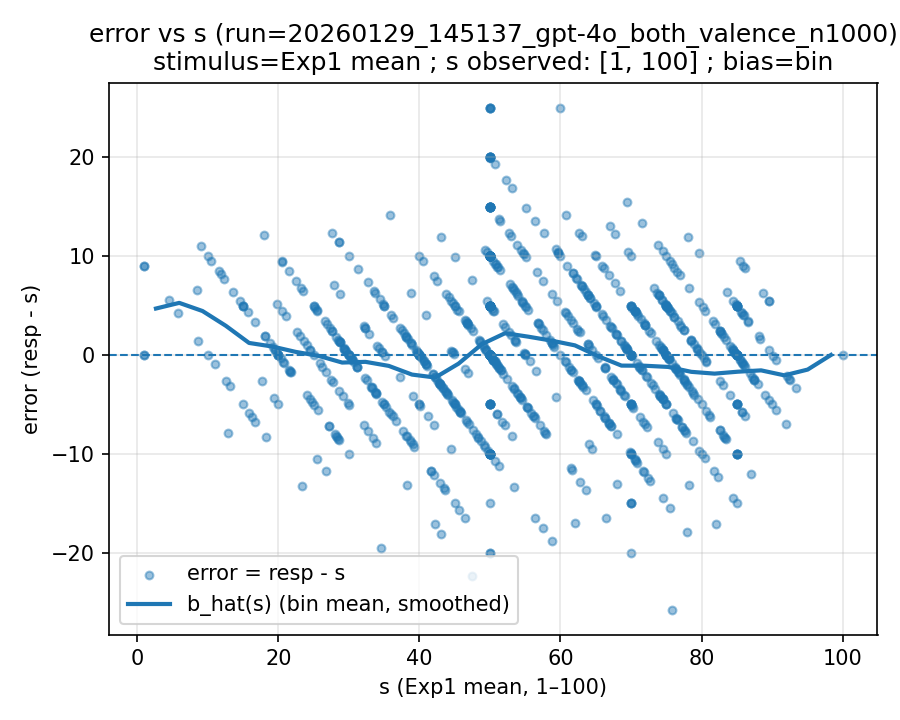 error vs s (run=20260129_145137_gpt-4o_both_valence_n1000)
stimulus=Exp1 mean ; s observed: [1, 100] ; bias=bin
error (resp - s)
20
10
0
−10
−20
error = resp - s
b_hat(s) (bin mean, smoothed)
0
20
40
60
80
100
s (Exp1 mean, 1–100)